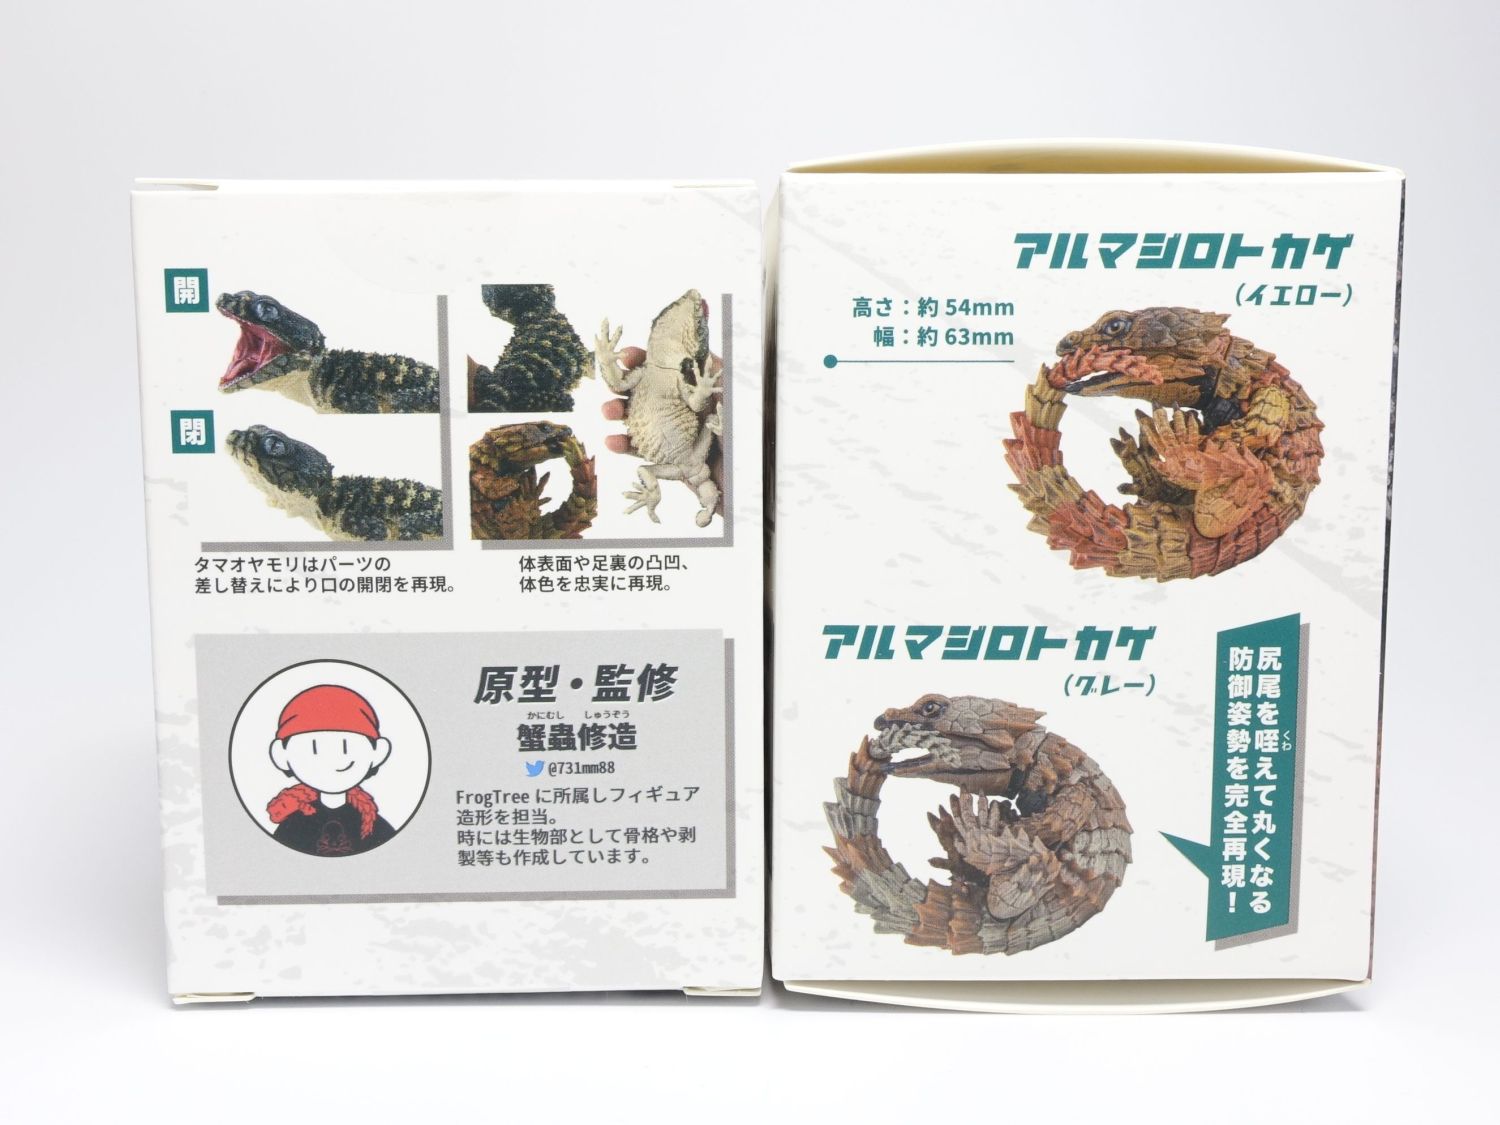 開
閉
タマオヤモリはパーツの
差し替えにより口の開閉を再現。
体表面や足裏の凸凹、
体色を忠実に再現。
原型・監修
かにむし しゅうぞう
蟹蟲修造
@731mm88
FrogTree に所属しフィギュア
造形を担当。
時には生物部として骨格や剥
製等も作成しています。
アルマジロトカゲ
（イエロー）
高さ：約 54mm
幅：約 63mm
アルマジロトカゲ
（グレー）
尻尾を咥えて丸くなる
くわ
防御姿勢を完全再現！